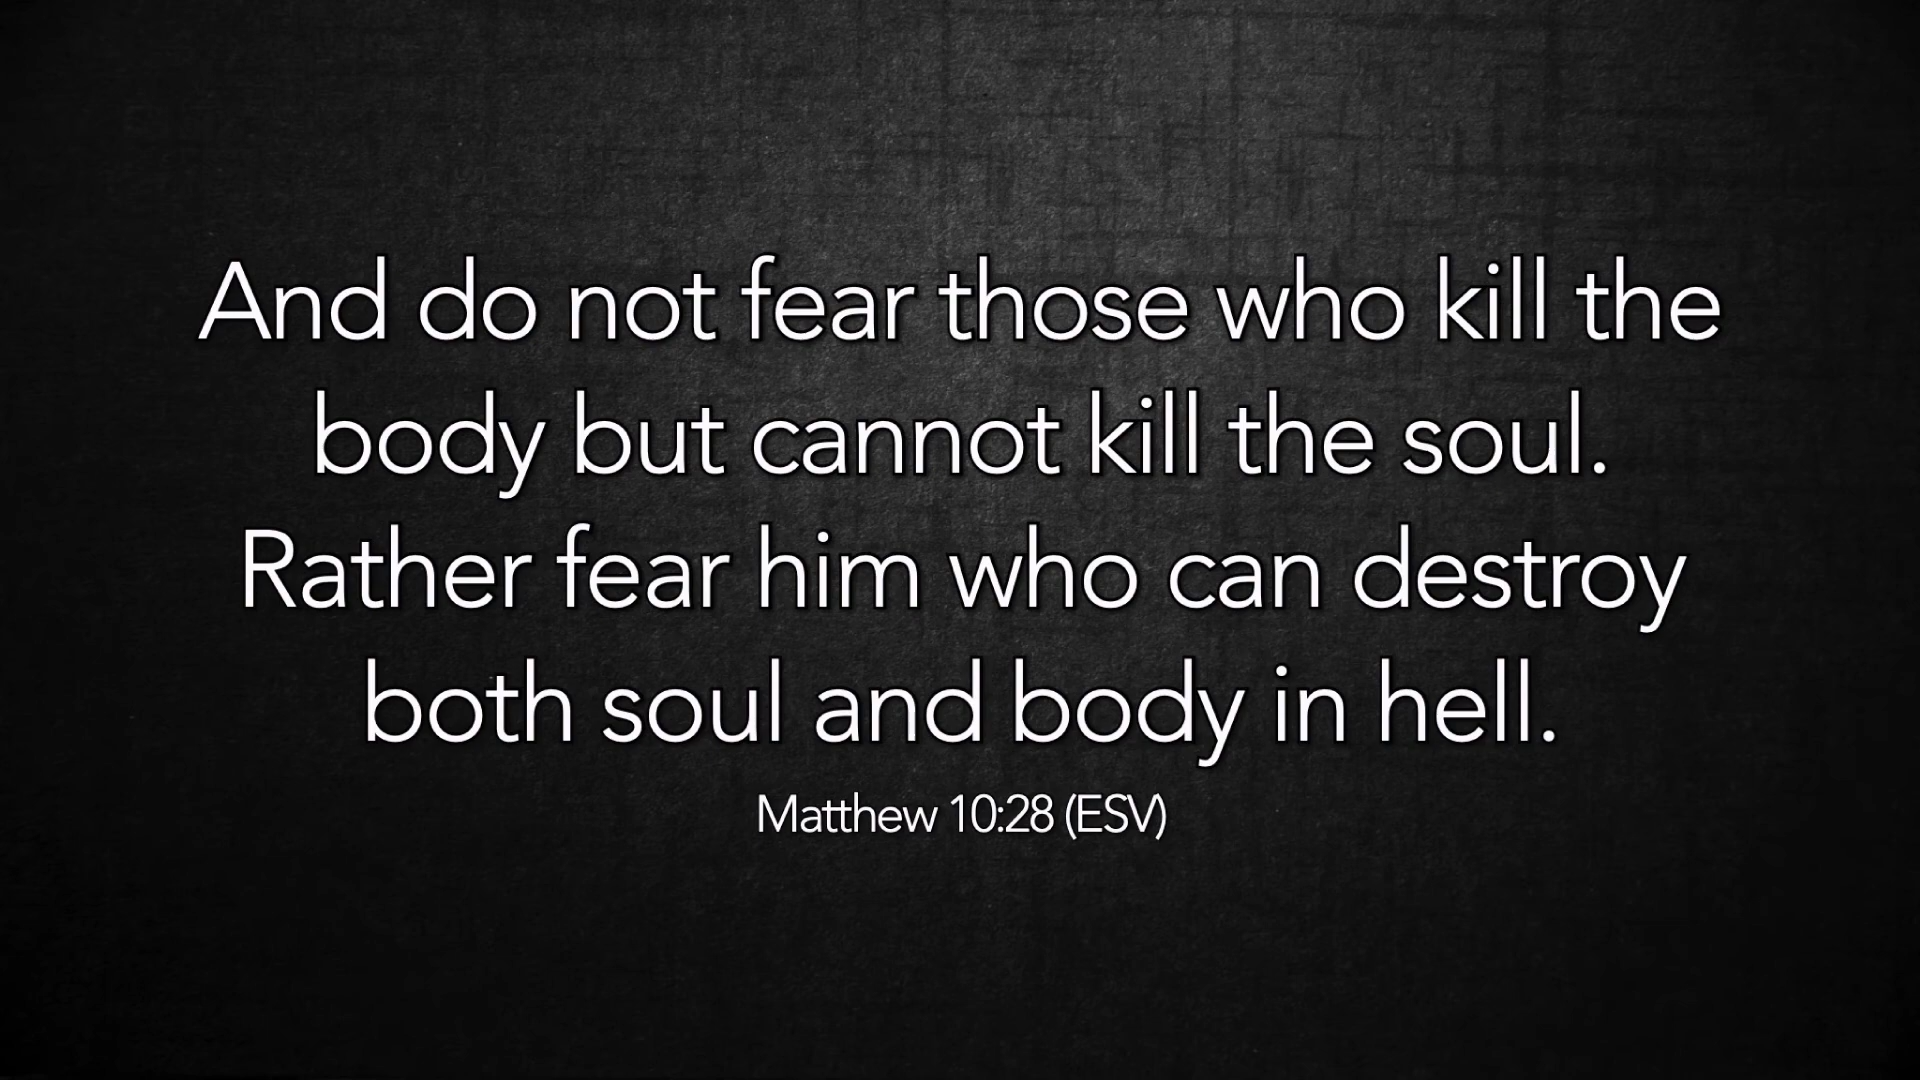 And do not fear those who kill the
body but cannot kill the soul.
Rather fear him who can destroy
both soul and body in hell.
Matthew 10:28 (ESV)